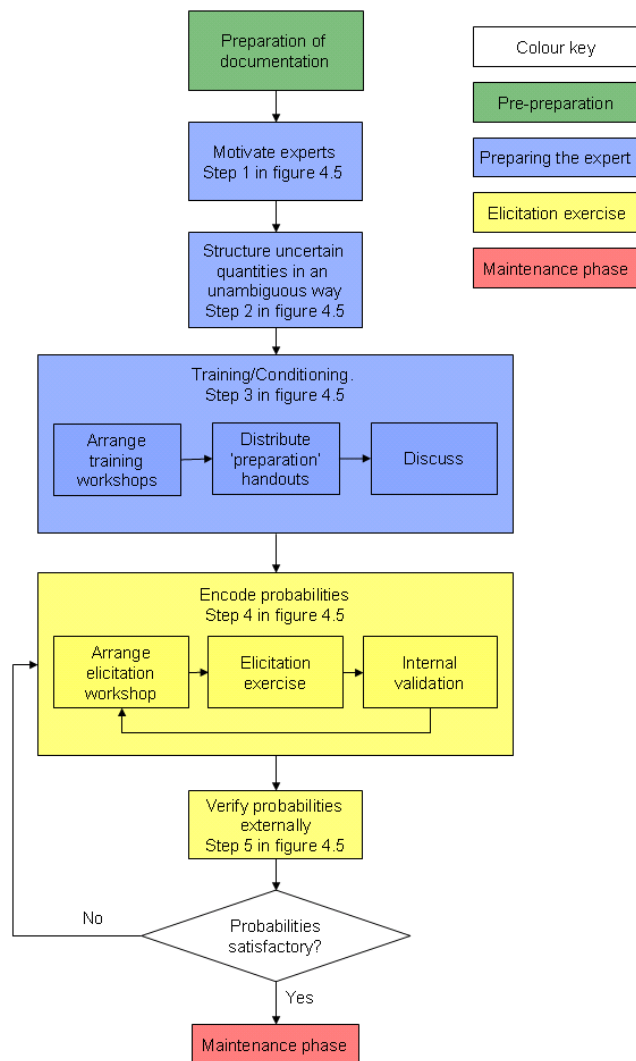 Preparation of
documentation
Colour key
Pre-preparation
Motivate experts
Step 1 in figure 4.5
Preparing the expert
Elicitation exercise
Structure uncertain
quantities in an
unambiguous way
Step 2 in figure 4.5
Maintenance phase
Training/Conditioning.
Step 3 in figure 4.5
Arrange
training
workshops
Distribute
'preparation'
handouts
Discuss
Encode probabilities
Step 4 in figure 4.5
Arrange
elicitation
workshop
Elicitation
exercise
Internal
validation
Verify probabilities
externally
Step 5 in figure 4.5
No
Probabilities
satisfactory?
Yes
Maintenance phase